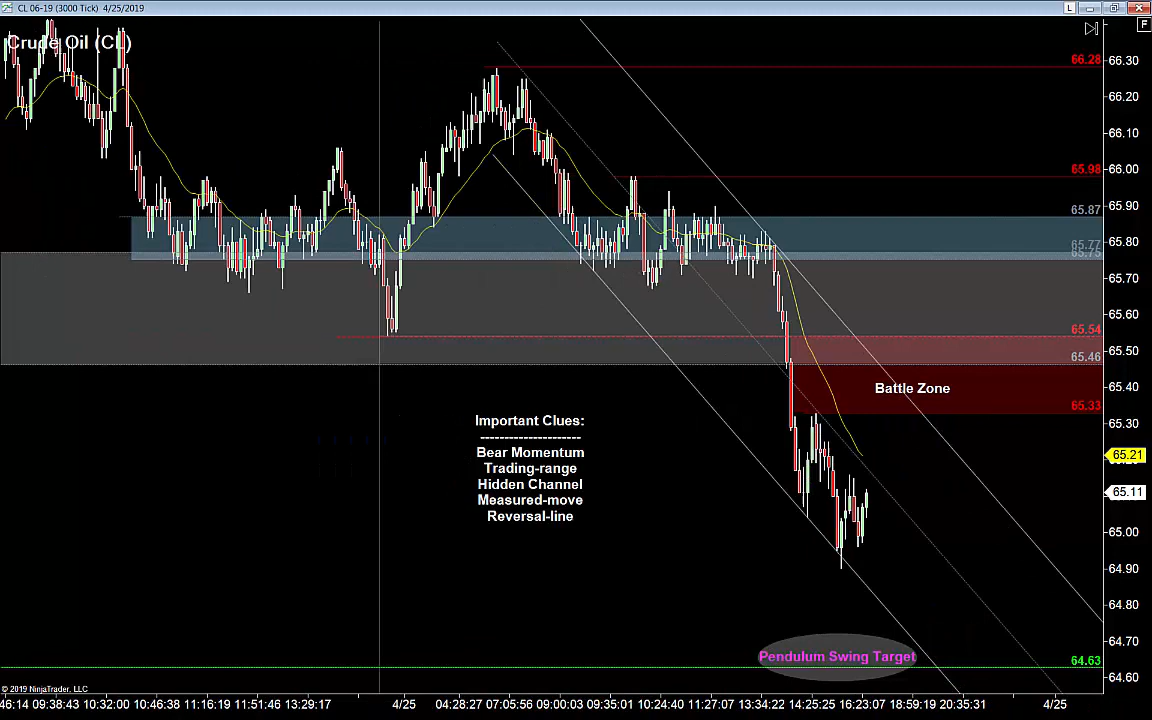 CL 06-19 (3000 Tick) 4/25/2019
L
F
Crude Oil (CL)
66.28
66.30
66.20
66.10
65.98
66.00
65.87
65.90
65.77
65.80
65.75
65.70
65.60
65.54
65.50
65.46
65.40
Battle Zone
65.33
65.30
Important Clues:
---------------------
Bear Momentum
Trading-range
Hidden Channel
Measured-move
Reversal-line
65.21
65.11
65.00
64.90
64.80
64.70
Pendulum Swing Target
64.63
64.60
© 2019 NinjaTrader, LLC
46:14 09:38:43 10:32:00 10:46:38 11:16:19 11:51:46 13:29:17 4/25 04:28:27 07:05:56 09:00:03 09:35:01 10:24:40 11:27:07 13:34:22 14:25:25 16:23:07 18:59:19 20:35:31 4/25